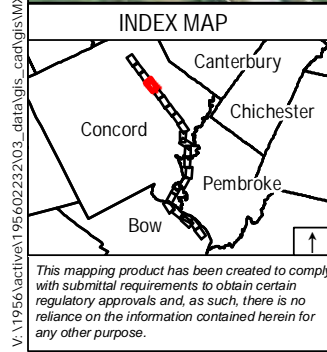 V:\1956\active\195602232\03_data\gis_cad\gis\MX
INDEX MAP
Canterbury
Chichester
Concord
Pembroke
Bow
This mapping product has been created to comply
with submittal requirements to obtain certain
regulatory approvals and, as such, there is no
reliance on the information contained herein for
any other purpose.